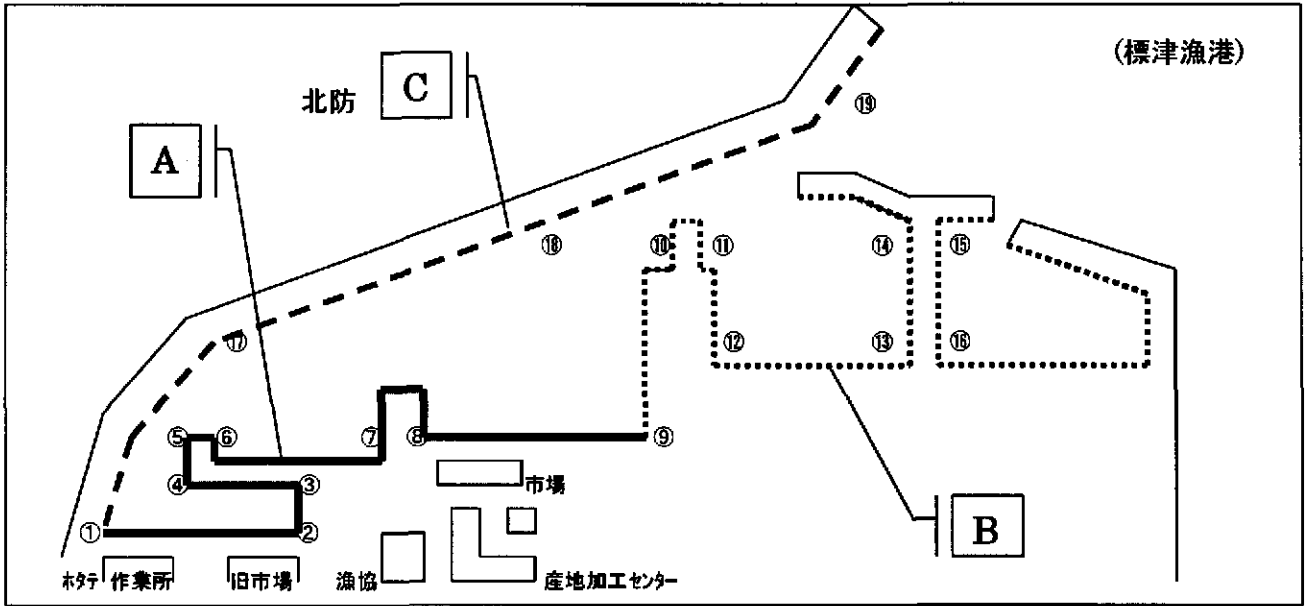 (標津漁港)
北防
C
A
B
⑲
⑱
⑩
⑪
⑭
⑮
⑰
⑫
⑬
⑯
⑤
⑥
⑦
⑧
⑨
④
③
①
②
市場
ホタテ 作業所
旧市場
漁協
産地加工センター